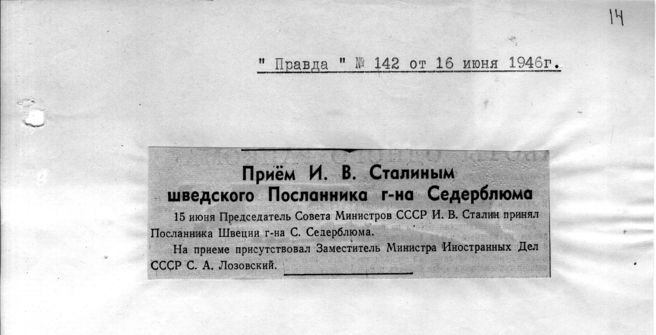 14
" Правда " № 142 от 16 июня 1946г.
Приём И. В. Сталиным
шведского Посланника г-на Седерблюма
15 июня Председатель Совета Министров СССР И. В. Сталин принял
Посланника Швеции г-на С. Седерблюма.
На приеме присутствовал Заместитель Министра Иностранных Дел
СССР С. А. Лозовский.